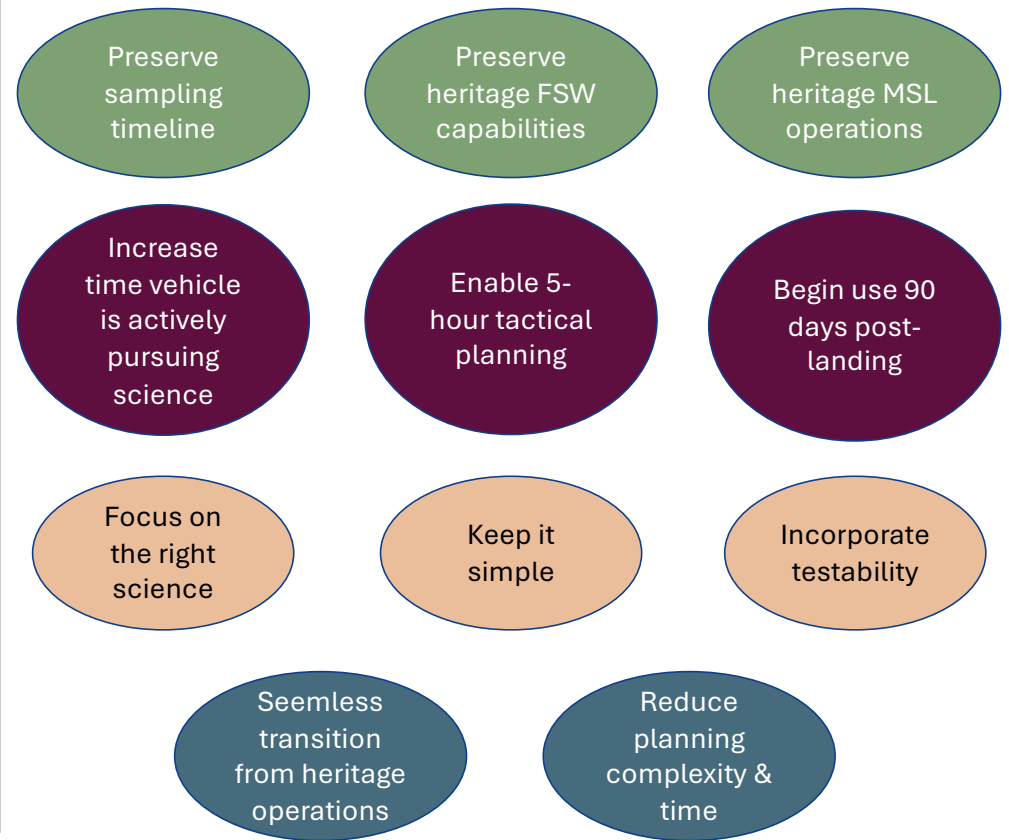 Preserve
sampling
timeline
Preserve
heritage FSW
capabilities
Preserve
heritage MSL
operations
Increase
time vehicle
is actively
pursuing
science
Enable 5-
hour tactical
planning
Begin use 90
days post-
landing
Focus on
the right
science
Keep it
simple
Incorporate
testability
Seemless
transition
from heritage
operations
Reduce
planning
complexity &
time